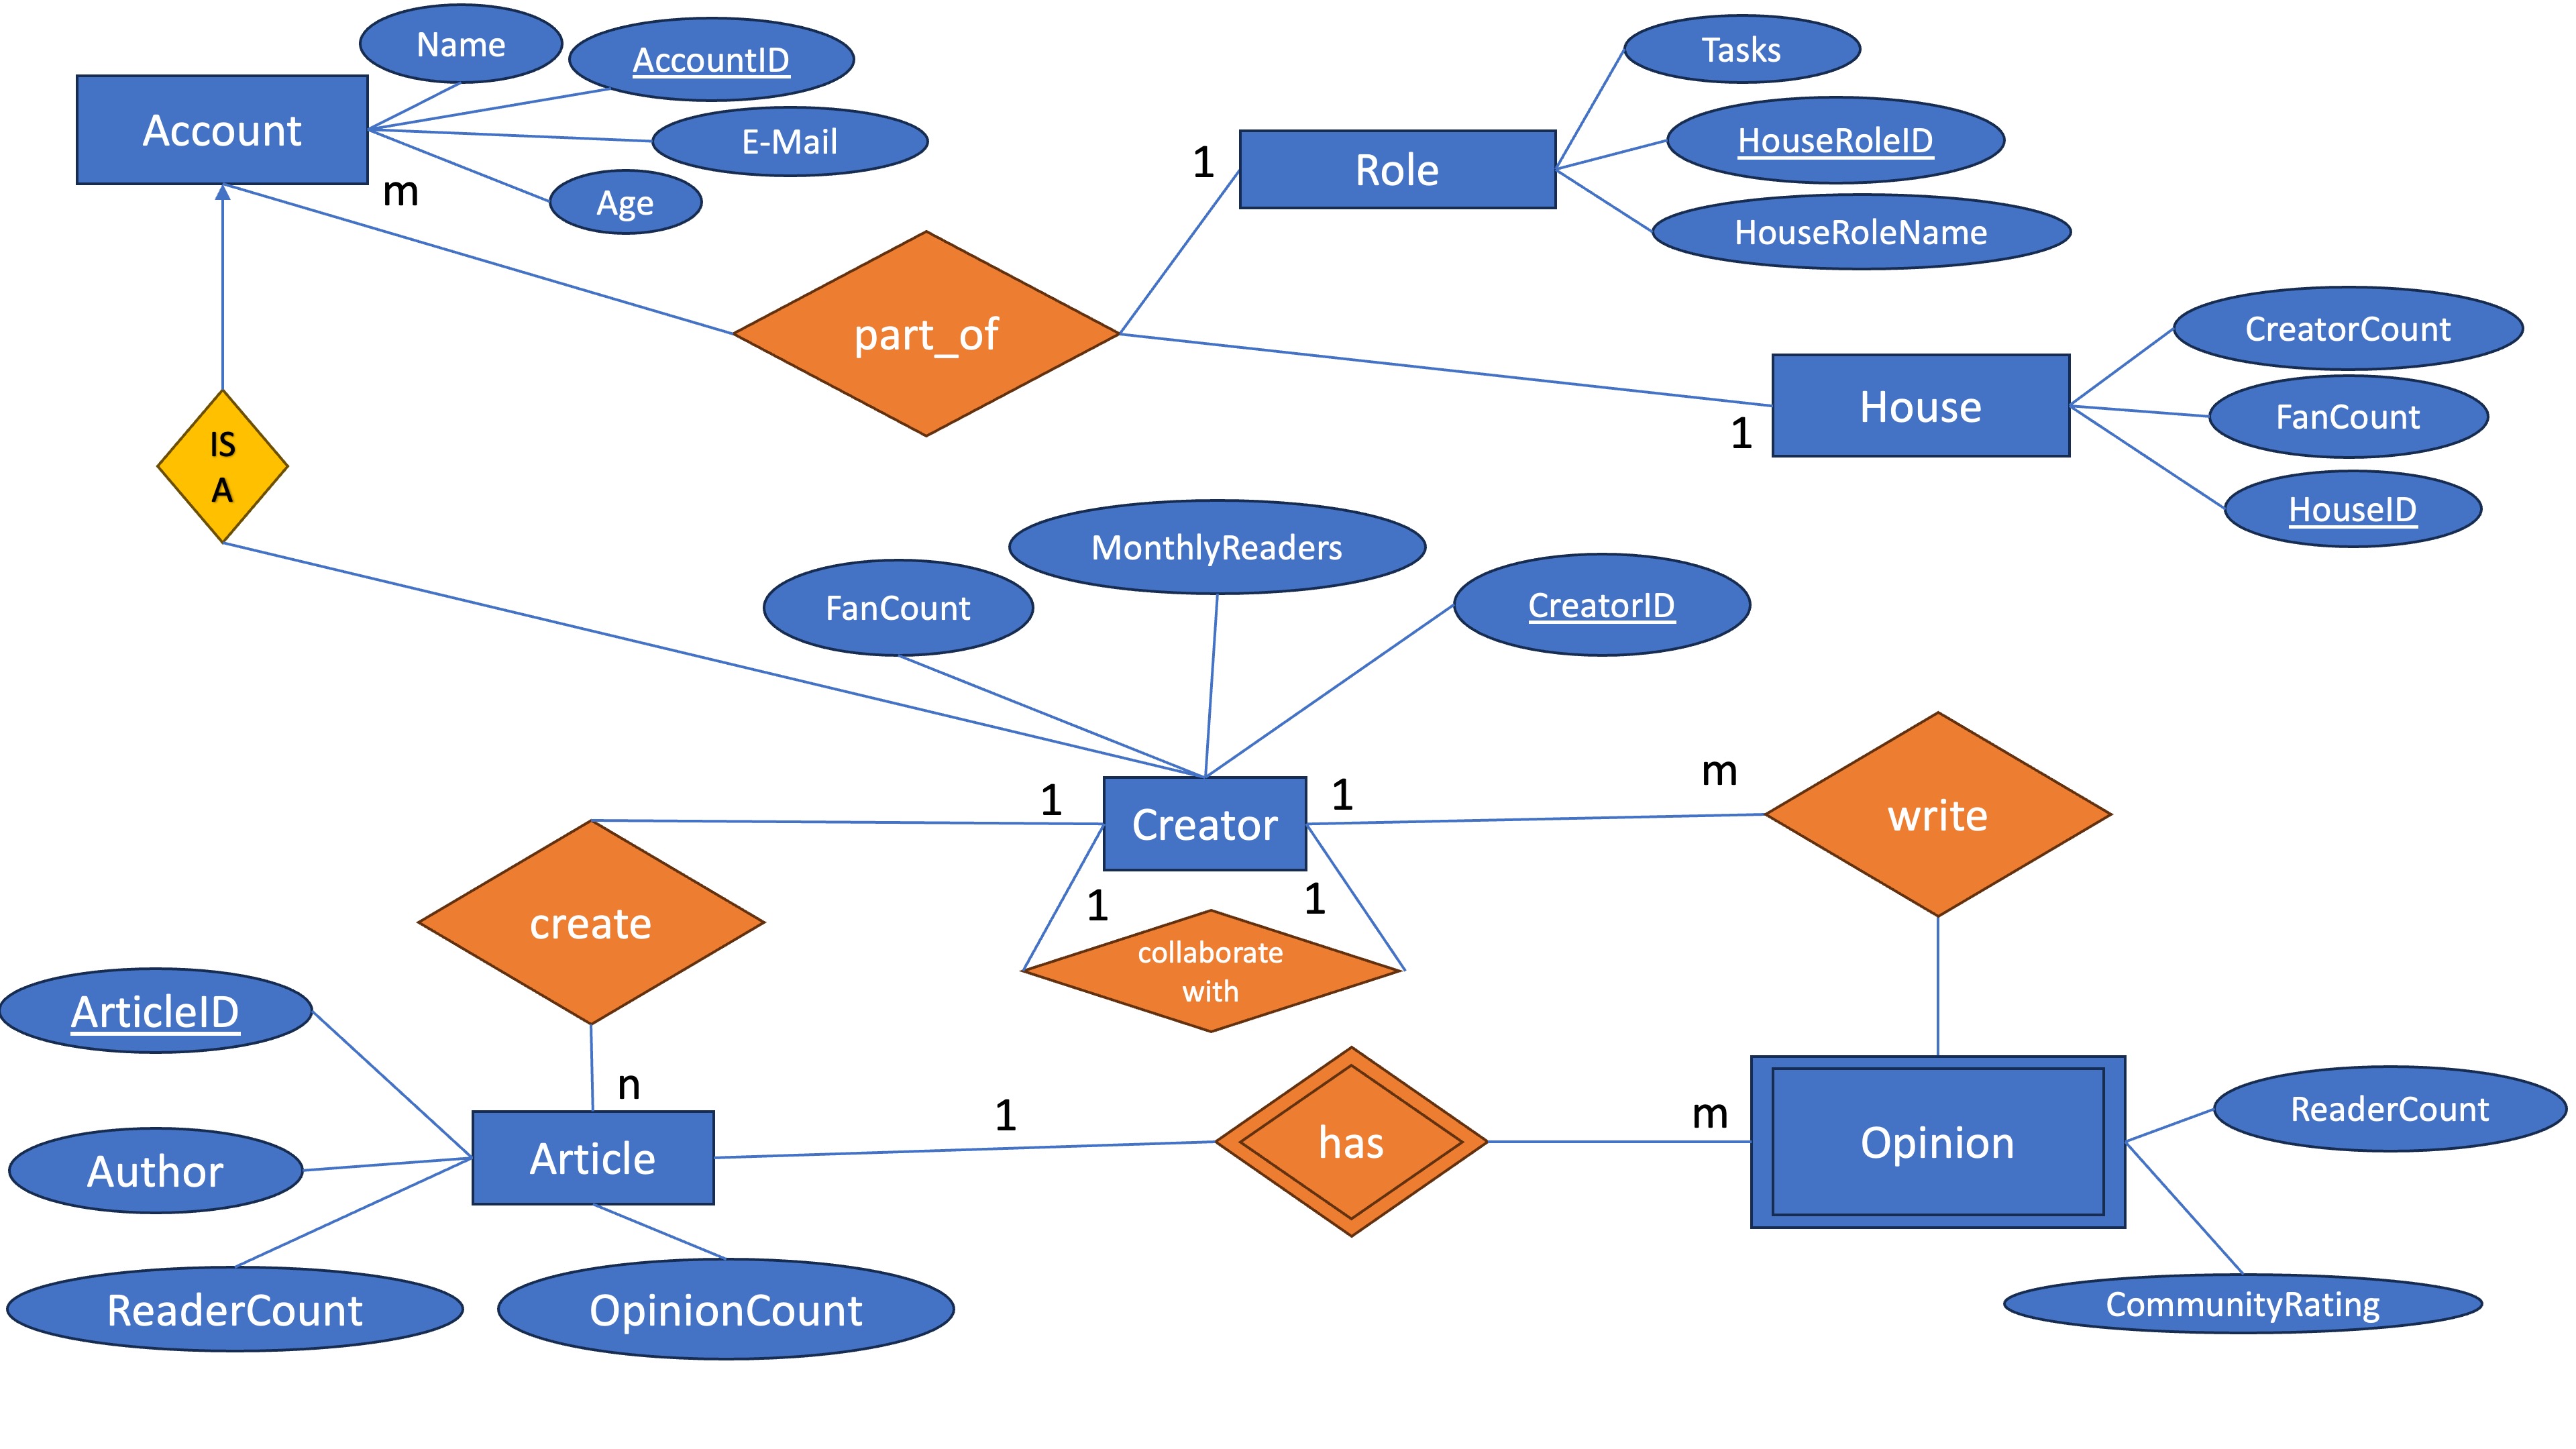 Name
AccountID
Account
E-Mail
Age
m
Tasks
1
Role
HouseRoleID
HouseRoleName
part_of
CreatorCount
House
FanCount
1
HouseID
IS
A
MonthlyReaders
FanCount
CreatorID
m
1
Creator
1
write
1
1
create
collaborate
with
ArticleID
n
1
m
Author
Article
has
Opinion
ReaderCount
ReaderCount
OpinionCount
CommunityRating